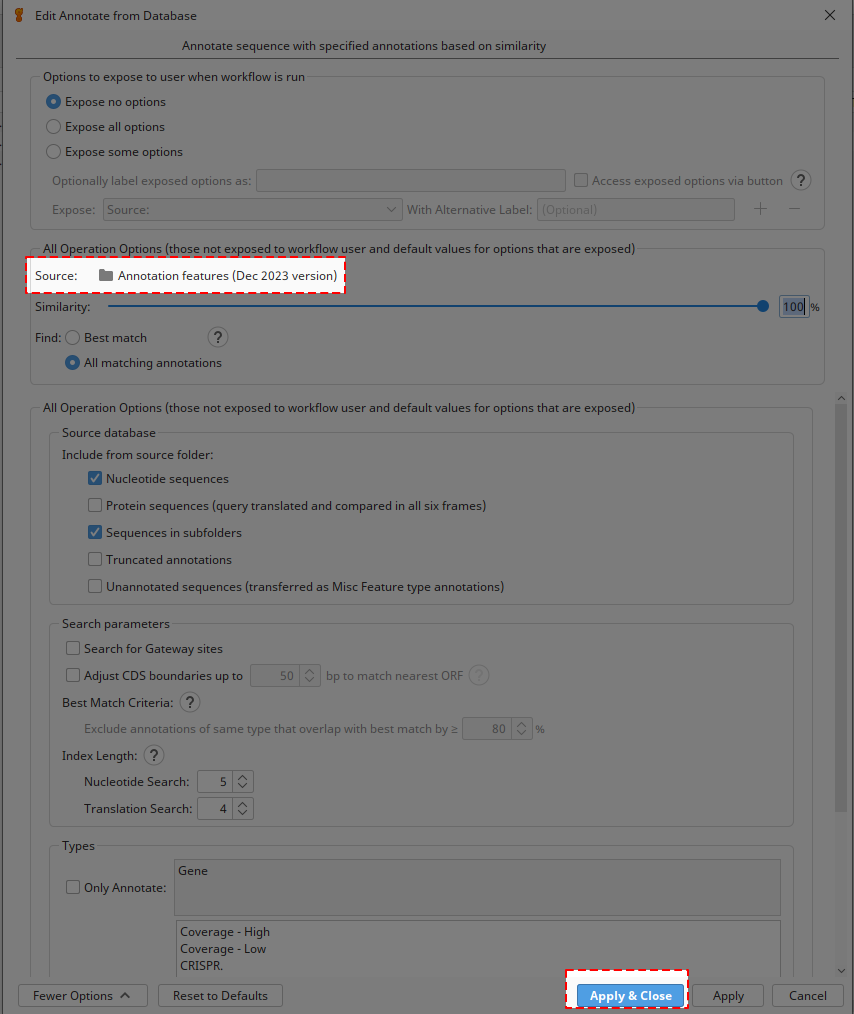 Edit Annotate from Database
Annotate sequence with specified annotations based on similarity
Options to expose to user when workflow is run
Expose no options
Expose all options
Expose some options
Optionally label exposed options as: Access exposed options via button ?
Expose: Source: With Alternative Label: (Optional) + −
All Operation Options (those not exposed to workflow user and default values for options that are exposed)
Source: Annotation features (Dec 2023 version)
Similarity: 100 %
Find: Best match ?
All matching annotations
All Operation Options (those not exposed to workflow user and default values for options that are exposed)
Source database
Include from source folder:
Nucleotide sequences
Protein sequences (query translated and compared in all six frames)
Sequences in subfolders
Truncated annotations
Unannotated sequences (transferred as Misc Feature type annotations)
Search parameters
Search for Gateway sites
Adjust CDS boundaries up to 50 bp to match nearest ORF ?
Best Match Criteria: ?
Exclude annotations of same type that overlap with best match by ≥ 80 %
Index Length: ?
Nucleotide Search: 5
Translation Search: 4
Types
Gene
Only Annotate:
Coverage - High
Coverage - Low
CRISPR.
Fewer Options Reset to Defaults Apply & Close Apply Cancel